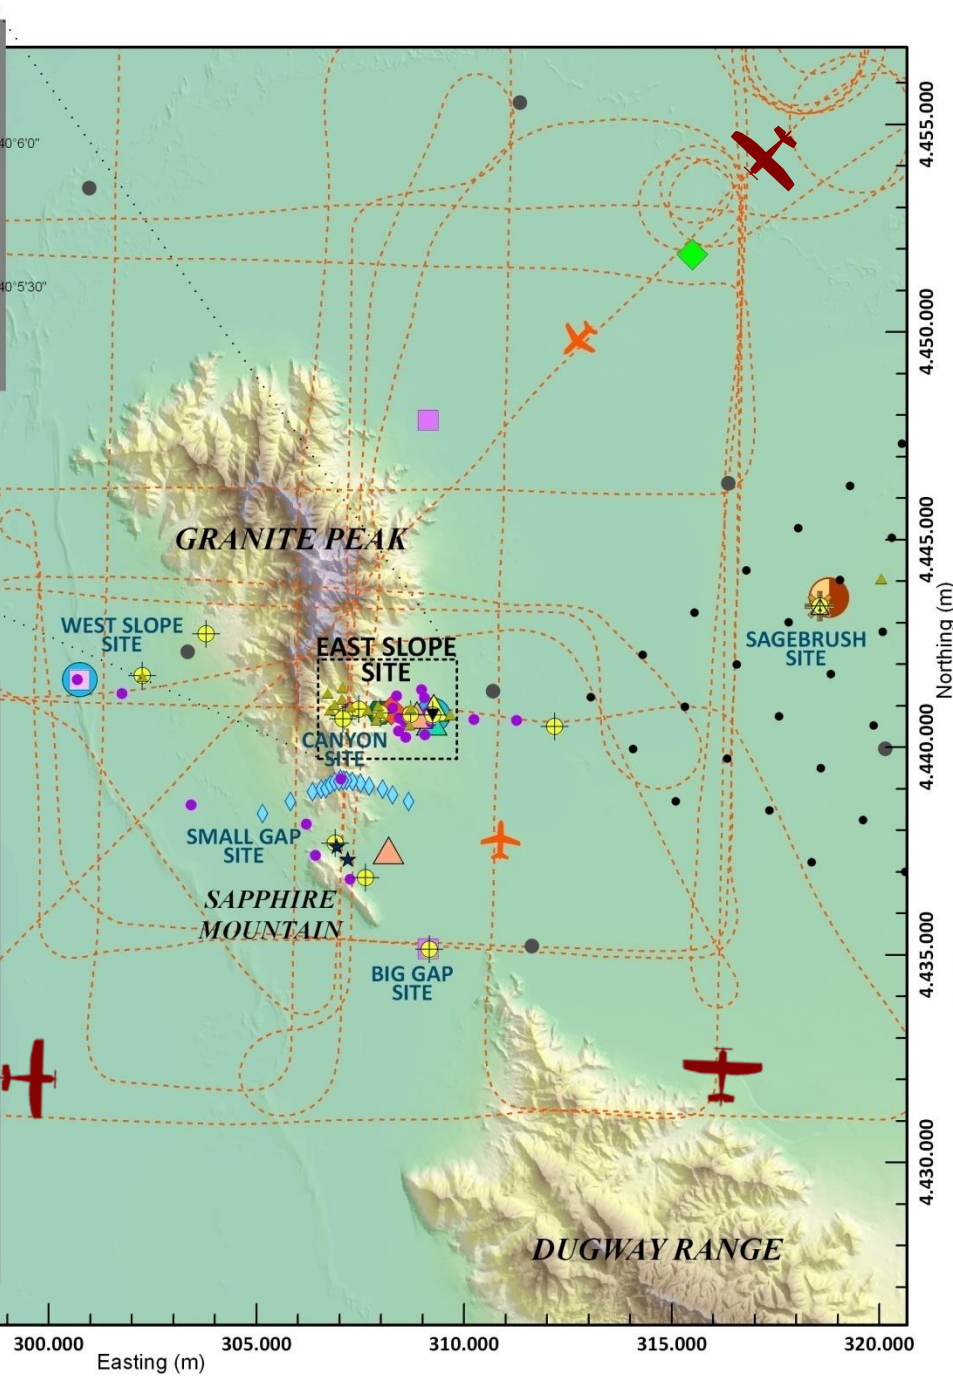 40°6'0"
40°5'30"
4.455.000
4.450.000
4.445.000
4.440.000
4.435.000
4.430.000
Northing (m)
GRANITE PEAK
WEST SLOPE
SITE
EAST SLOPE
SITE
SAGEBRUSH
SITE
CANYON
SITE
SMALL GAP
SITE
SAPPHIRE
MOUNTAIN
BIG GAP
SITE
DUGWAY RANGE
300.000
305.000
310.000
315.000
320.000
Easting (m)